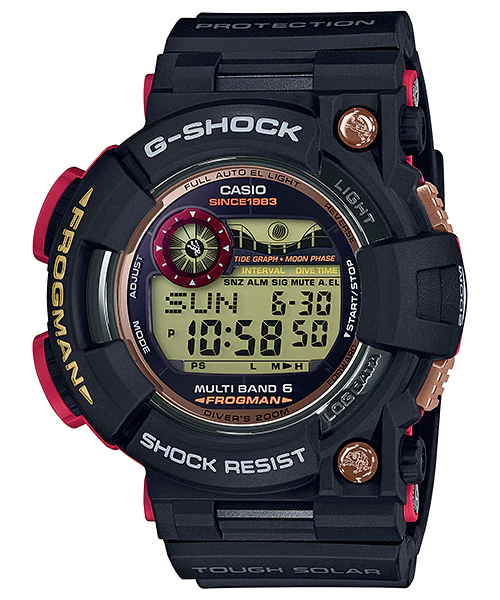 PROTECTION
G-SHOCK
FULL AUTO EL LIGHT
CASIO
SINCE 1983
LIGHT
REVERSE
TIDE GRAPH • MOON PHASE
INTERVAL DIVE TIME
SNZ ALM SIG MUTE A.EL
ADJUST
◀FROGMAN▶
SUN 6-30
P 10:58 50
PS L M▶H
START/STOP
MODE
MULTI BAND 6
◀FROGMAN▶
DIVER'S 200M
FORWARD
LOG DATA
SHOCK RESIST
TOUGH SOLAR